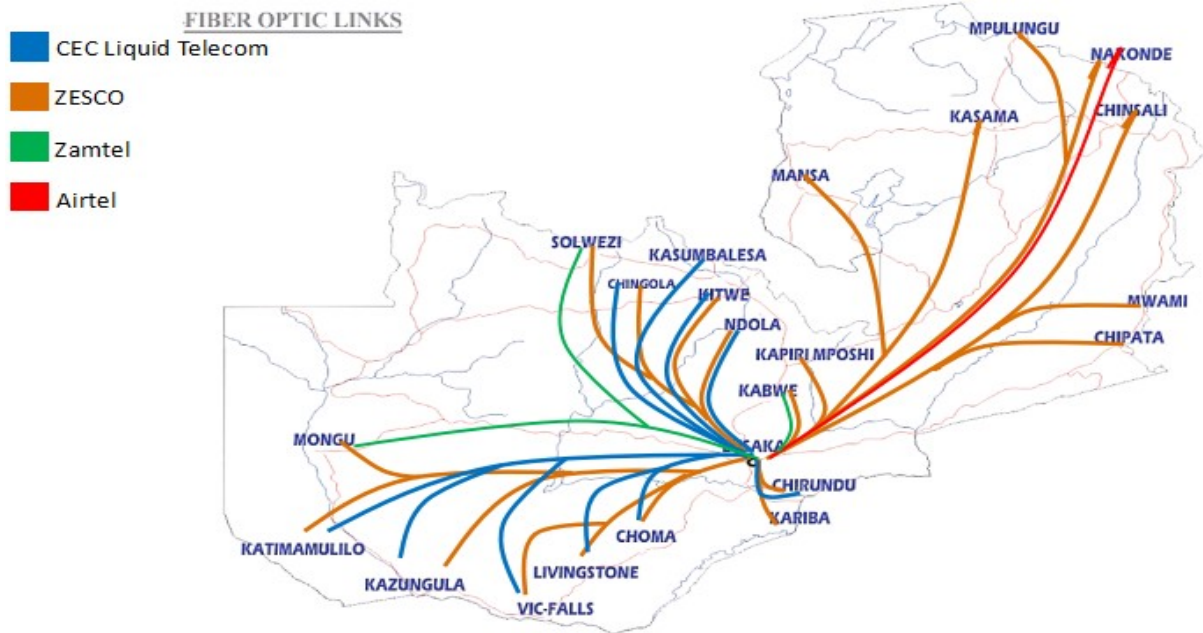 FIBER OPTIC LINKS
CEC Liquid Telecom
ZESCO
Zamtel
Airtel
MPULUNGU
NAKONDE
KASAMA
CHINSALI
MANSA
SOLWEZI
KASUMBALESA
CHINGOLA
KITWE
MWAMI
NDOLA
CHIPATA
KAPIRI MPOSHI
KABWE
MONGU
CHIRUNDU
KARIBA
CHOMA
KATIMAMULILO
LIVINGSTONE
KAZUNGULA
VIC-FALLS